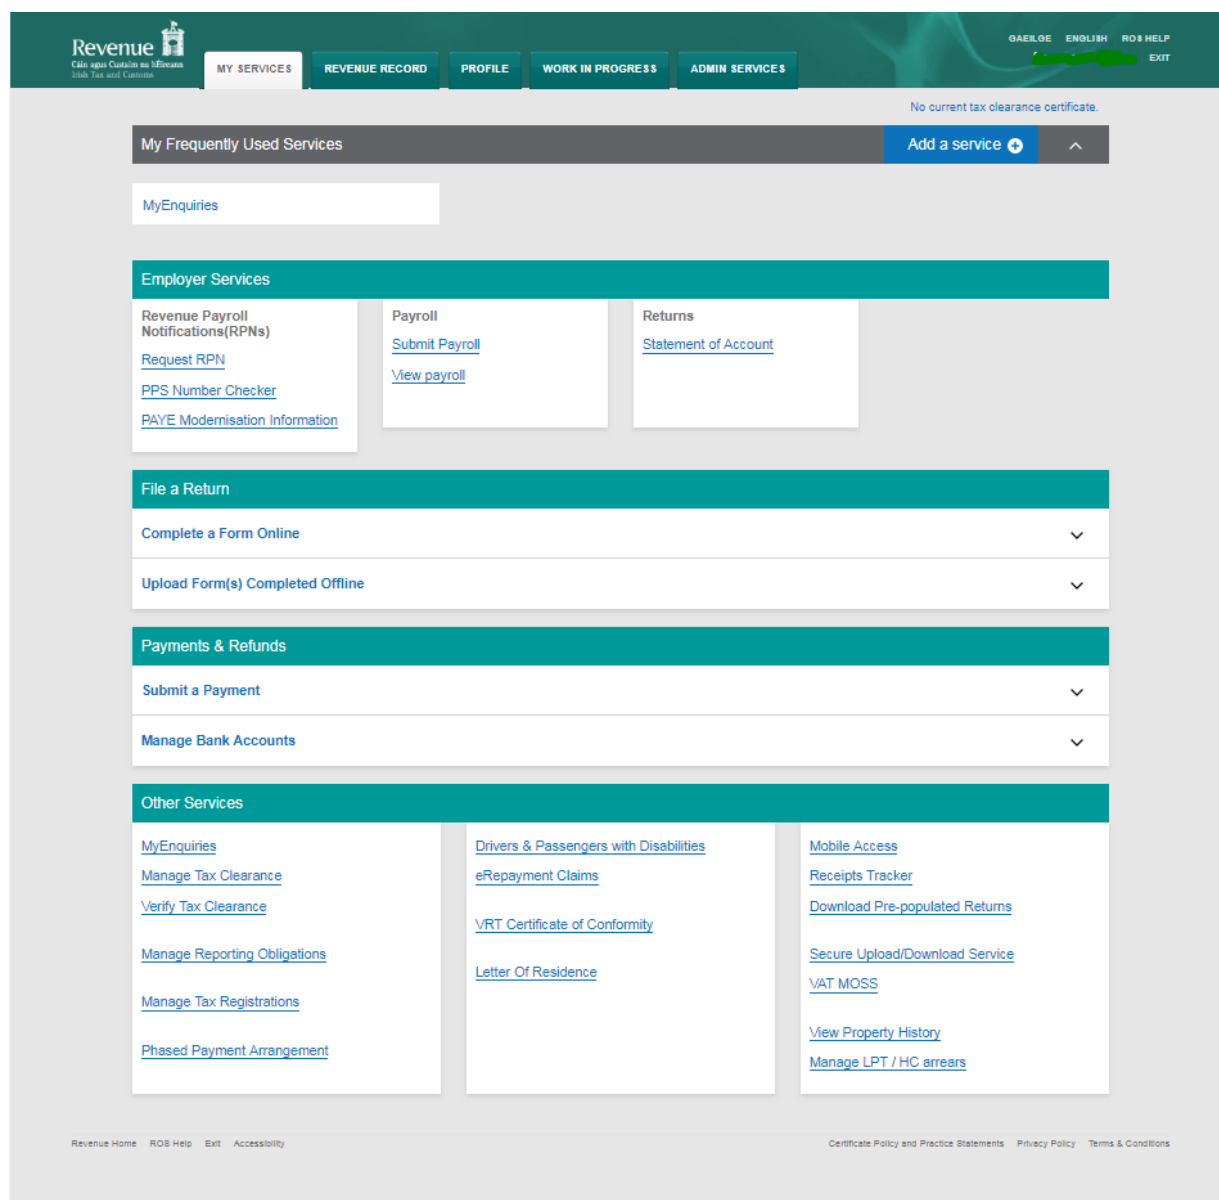 Revenue
Cáin agus Custaim na hÉireann
Irish Tax and Customs
MY SERVICES
REVENUE RECORD
PROFILE
WORK IN PROGRESS
ADMIN SERVICES
GAEILGE ENGLISH ROS HELP
EXIT
No current tax clearance certificate.
My Frequently Used Services
Add a service
MyEnquiries
Employer Services
Revenue Payroll
Notifications(RPNs)
Request RPN
PPS Number Checker
PAYE Modernisation Information
Payroll
Submit Payroll
View payroll
Returns
Statement of Account
File a Return
Complete a Form Online
Upload Form(s) Completed Offline
Payments & Refunds
Submit a Payment
Manage Bank Accounts
Other Services
MyEnquiries
Manage Tax Clearance
Verify Tax Clearance
Manage Reporting Obligations
Manage Tax Registrations
Phased Payment Arrangement
Drivers & Passengers with Disabilities
eRepayment Claims
VRT Certificate of Conformity
Letter Of Residence
Mobile Access
Receipts Tracker
Download Pre-populated Returns
Secure Upload/Download Service
VAT MOSS
View Property History
Manage LPT / HC arrears
Revenue Home ROS Help Exit Accessibility
Certificate Policy and Practice Statements Privacy Policy Terms & Conditions